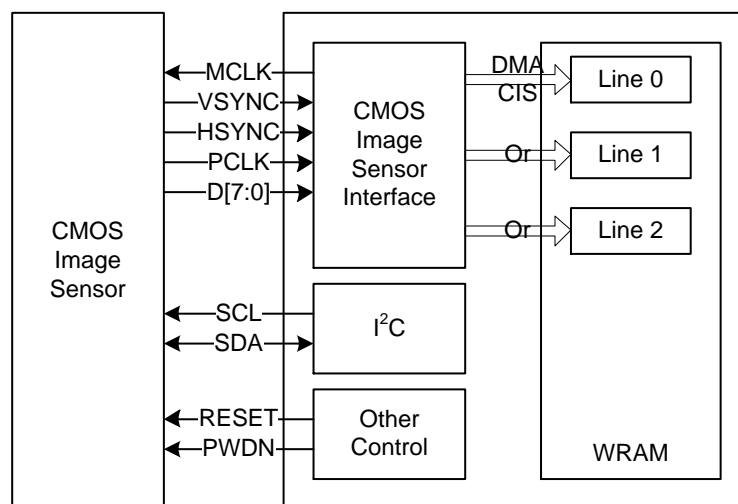 CMOS
Image
Sensor
MCLK
VSYNC
HSYNC
PCLK
D[7:0]
SCL
SDA
RESET
PWDN
CMOS
Image
Sensor
Interface
I²C
Other
Control
DMA
CIS
Or
Or
Line 0
Line 1
Line 2
WRAM